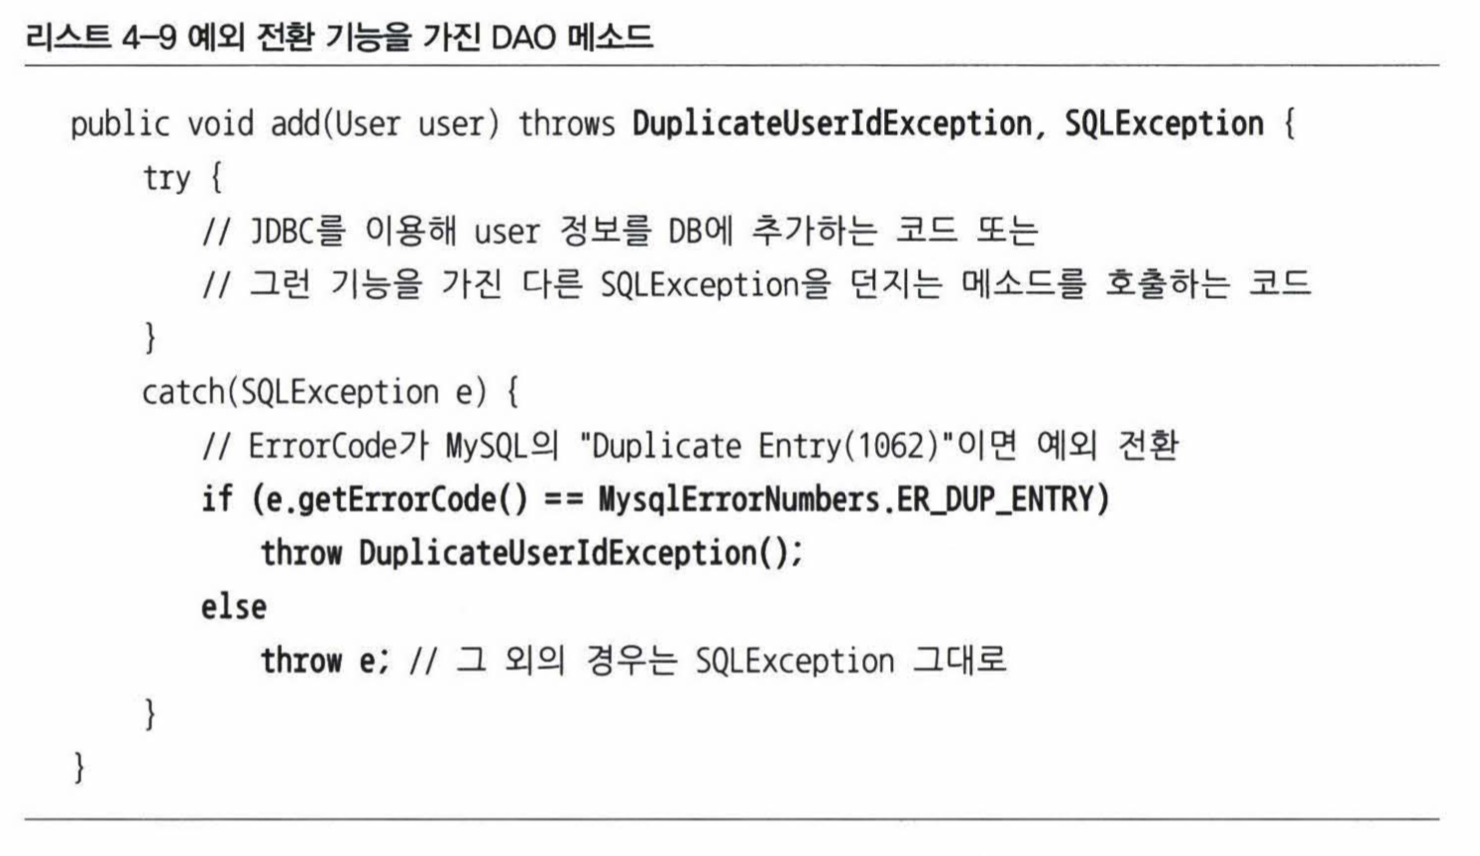 리스트 4-9 예외 전환 기능을 가진 DAO 메소드
public void add(User user) throws DuplicateUserIdException, SQLException {
try {
// JDBC를 이용해 user 정보를 DB에 추가하는 코드 또는
// 그런 기능을 가진 다른 SQLException을 던지는 메소드를 호출하는 코드
}
catch(SQLException e) {
// ErrorCode가 MySQL의 "Duplicate Entry(1062)"이면 예외 전환
if (e.getErrorCode() == MysqlErrorNumbers.ER_DUP_ENTRY)
throw DuplicateUserIdException();
else
throw e; // 그 외의 경우는 SQLException 그대로
}
}